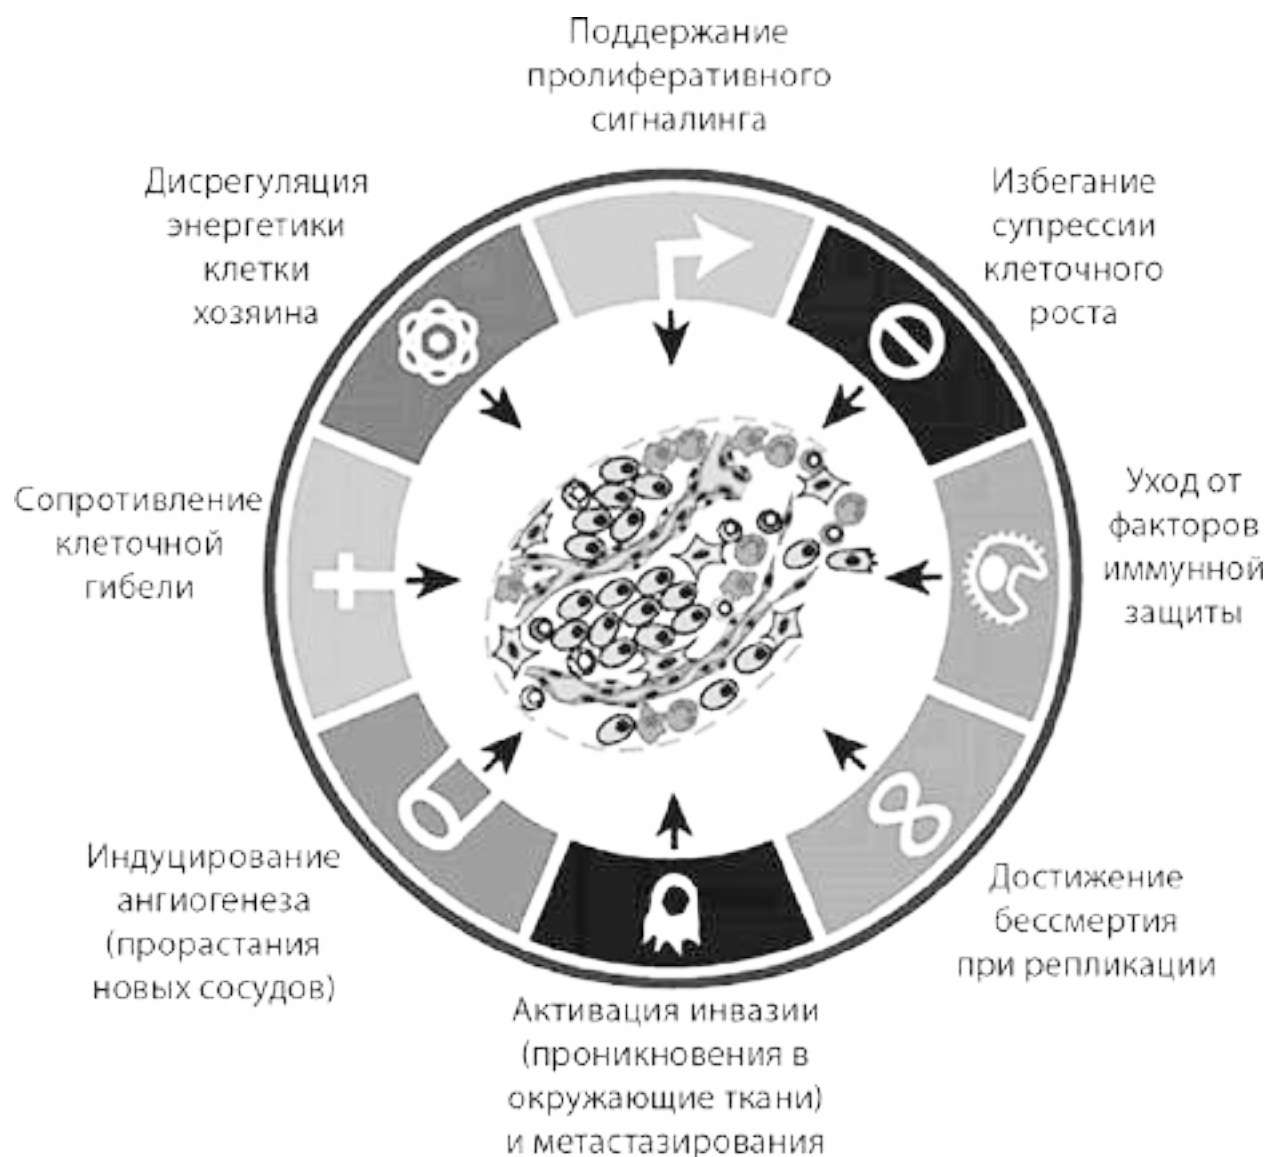 Поддержание
пролиферативного
сигналинга
Дисрегуляция
энергетики
клетки
хозяина
Избегание
супрессии
клеточного
роста
Сопротивление
клеточной
гибели
Уход от
факторов
иммунной
защиты
Индуцирование
ангиогенеза
(прорастания
новых сосудов)
Достижение
бессмертия
при репликации
Активация инвазии
(проникновения в
окружающие ткани)
и метастазирования